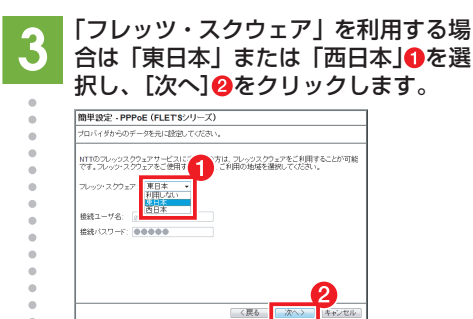 3
「フレッツ・スクウェア」を利用する場
合は「東日本」または「西日本」❶を選
択し、[次へ]❷をクリックします。
簡単設定 - PPPoE（FLET'Sシリーズ）
プロバイダからのデータを元に設定してください。
NTTのフレッツスクウェアサービスにご 方は、フレッツスクウェアをご利用することが可能
です。フレッツ・スクウェアをご使用す ご利用の地域を選択してください。
フレッツ・スクウェア: 東日本
利用しない
東日本
西日本
1
接続ユーザ名:
接続パスワード: ●●●●●
2
< 戻る 次へ > キャンセル